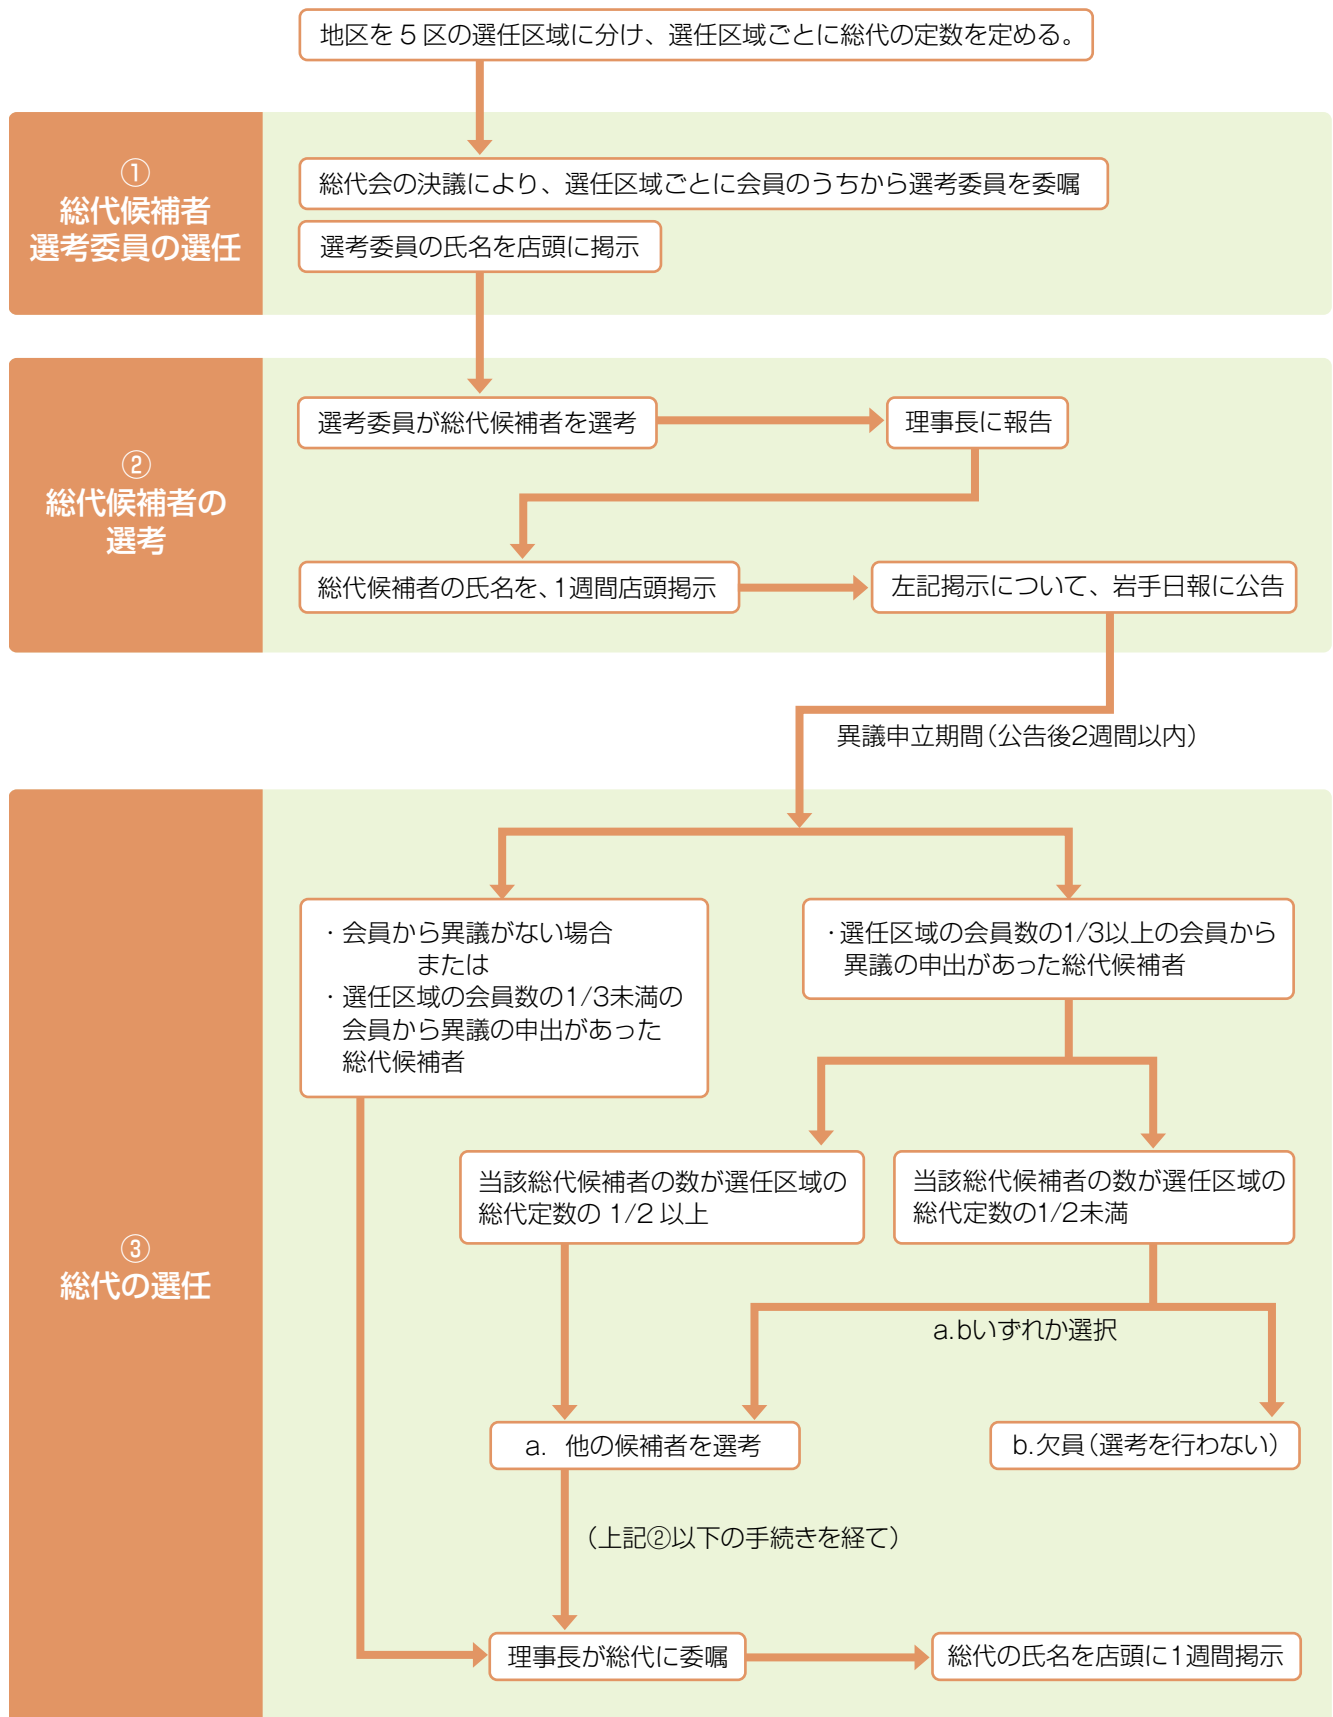 地区を5区の選任区域に分け、選任区域ごとに総代の定数を定める。
①
総代候補者
選考委員の選任
総代会の決議により、選任区域ごとに会員のうちから選考委員を委嘱
選考委員の氏名を店頭に掲示
②
総代候補者の
選考
選考委員が総代候補者を選考
理事長に報告
総代候補者の氏名を、1週間店頭掲示
左記掲示について、岩手日報に公告
異議申立期間（公告後2週間以内）
③
総代の選任
・会員から異議がない場合
または
・選任区域の会員数の1/3未満の
会員から異議の申出があった
総代候補者
・選任区域の会員数の1/3以上の会員から
異議の申出があった総代候補者
当該総代候補者の数が選任区域の
総代定数の 1/2 以上
当該総代候補者の数が選任区域の
総代定数の1/2未満
a.bいずれか選択
a. 他の候補者を選考
b.欠員（選考を行わない）
（上記②以下の手続きを経て）
理事長が総代に委嘱
総代の氏名を店頭に1週間掲示